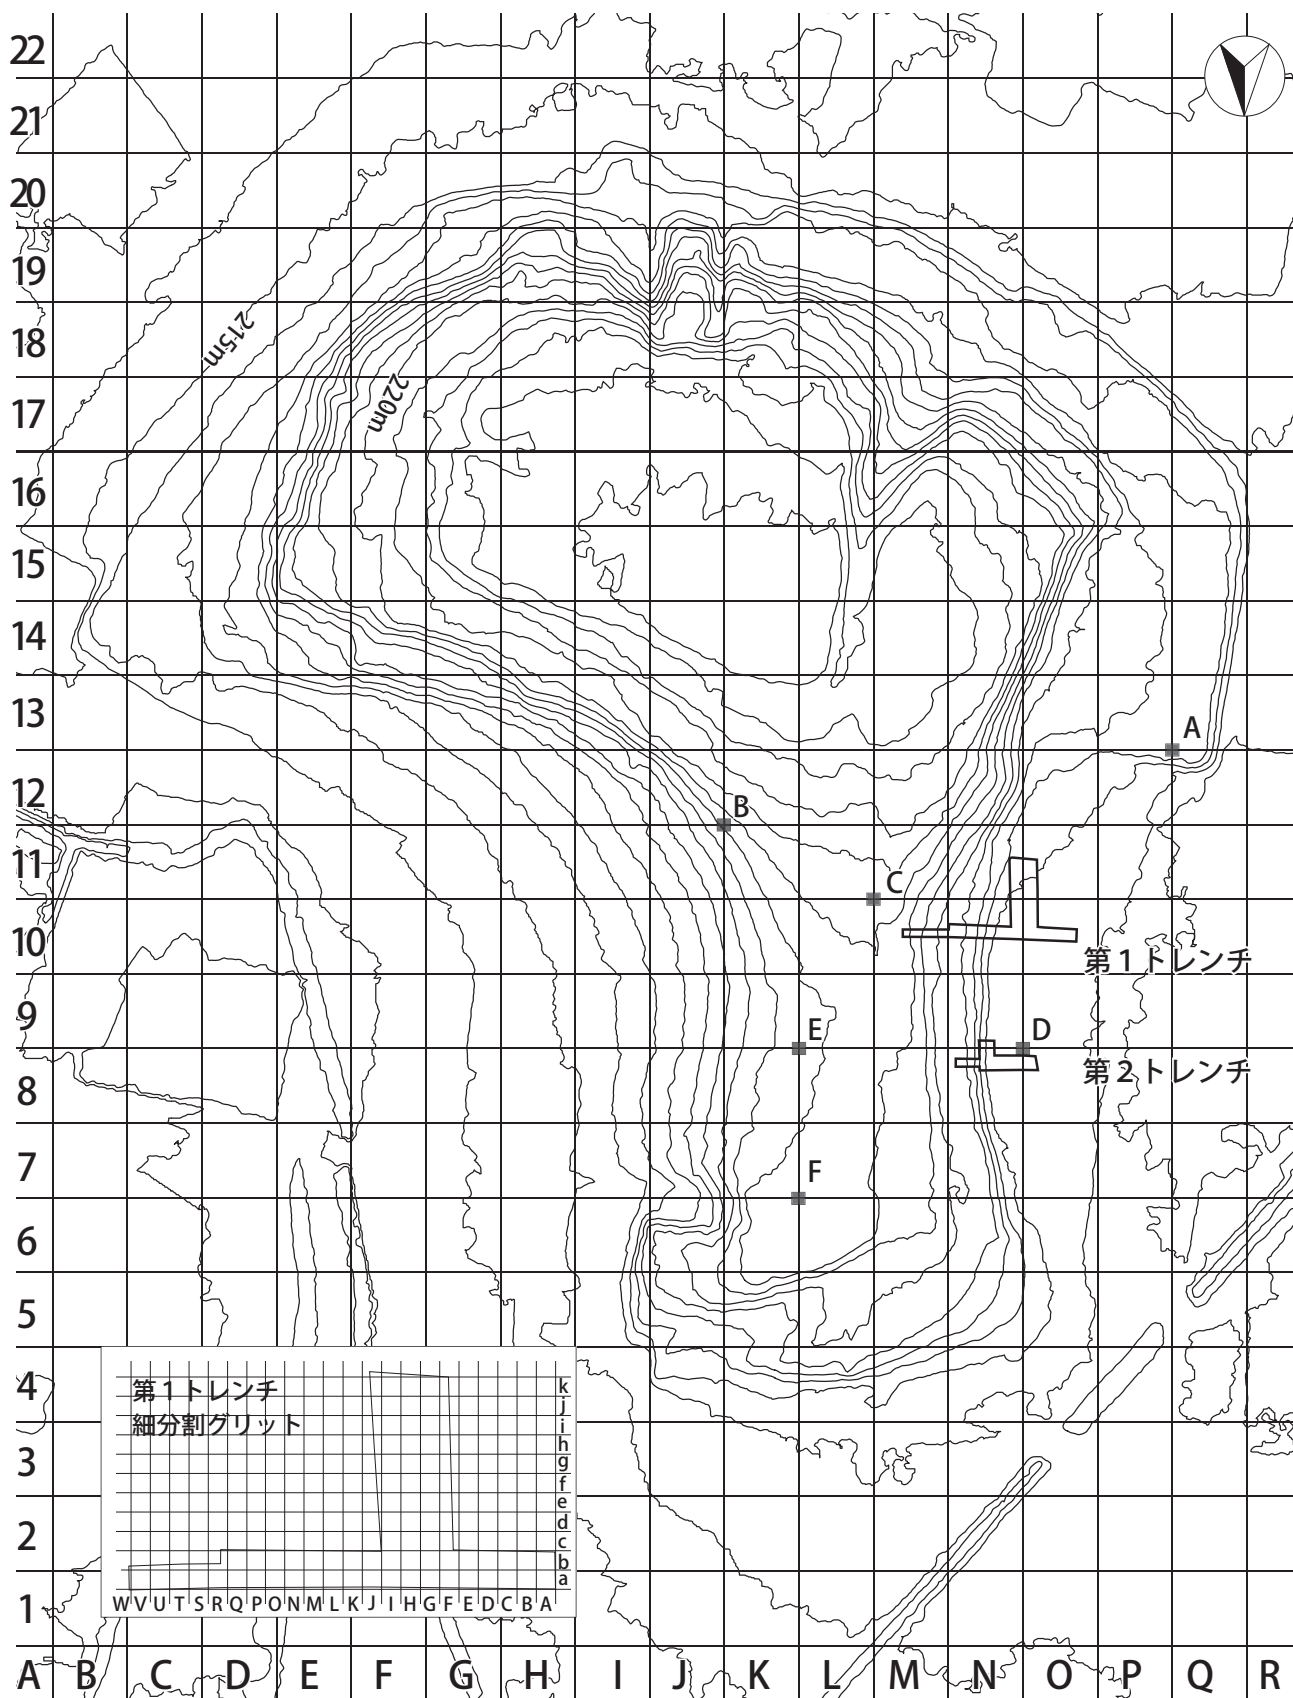 22
21
20
19
18
17
16
15
14
13
12
11
10
9
8
7
6
5
4
3
2
1
215m
220m
A
B
C
第１トレンチ
E
D
第２トレンチ
F
第１トレンチ
細分割グリット
k
j
i
h
g
f
e
d
c
b
a
W V U T S R Q P O N M L K J I H G F E D C B A
A B C D E F G H I J K L M N O P Q R